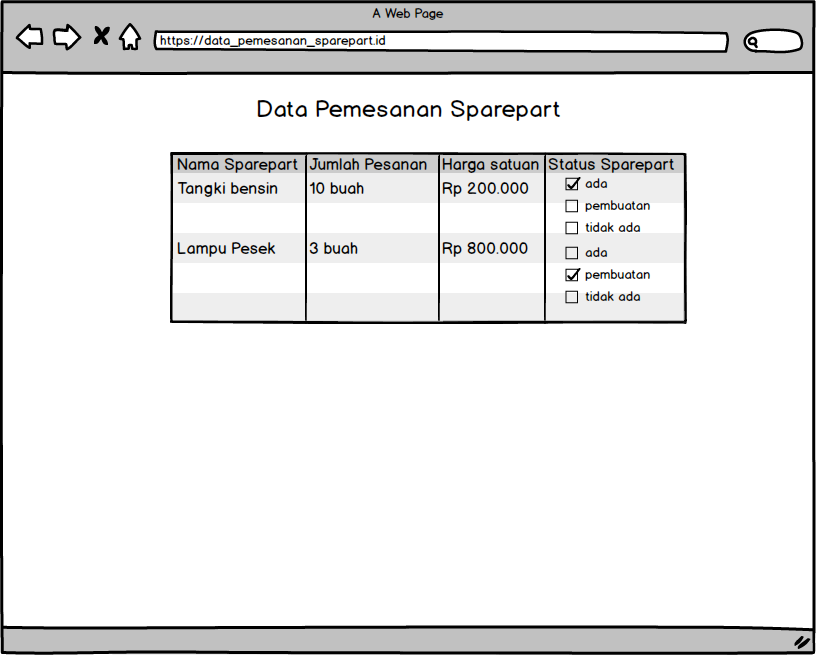 A Web Page
https://data_pemesanan_sparepart.id
Data Pemesanan Sparepart
Nama Sparepart Jumlah Pesanan Harga satuan Status Sparepart
Tangki bensin 10 buah Rp 200.000 ada
pembuatan
tidak ada
Lampu Pesek 3 buah Rp 800.000 ada
pembuatan
tidak ada